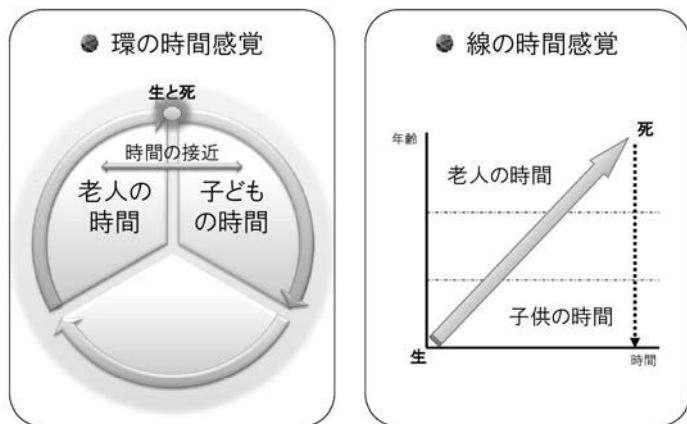 環の時間感覚
生と死
時間の接近
老人の
時間
子ども
の時間
線の時間感覚
年齢
死
老人の時間
子供の時間
生
時間